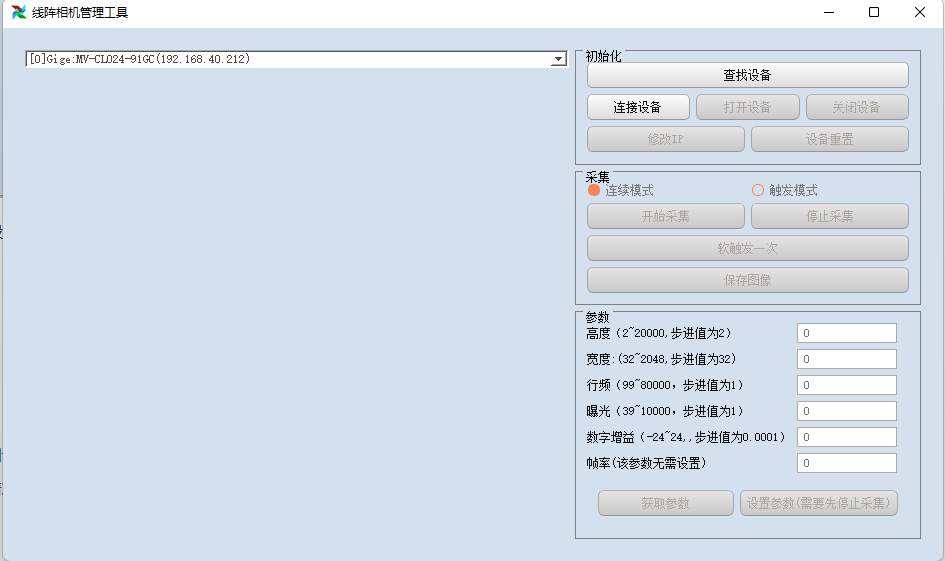 线阵相机管理工具
[0]Gige:MV-CL024-91GC(192.168.40.212)
初始化
查找设备
连接设备 打开设备 关闭设备
修改IP 设备重置
采集
连续模式 触发模式
开始采集 停止采集
软触发一次
保存图像
参数
高度（2~20000,步进值为2） 0
宽度:(32~2048,步进值为32) 0
行频（99~80000，步进值为1） 0
曝光（39~10000，步进值为1） 0
数字增益（-24~24,,步进值为0.0001） 0
帧率(该参数无需设置) 0
获取参数 设置参数(需要先停止采集)